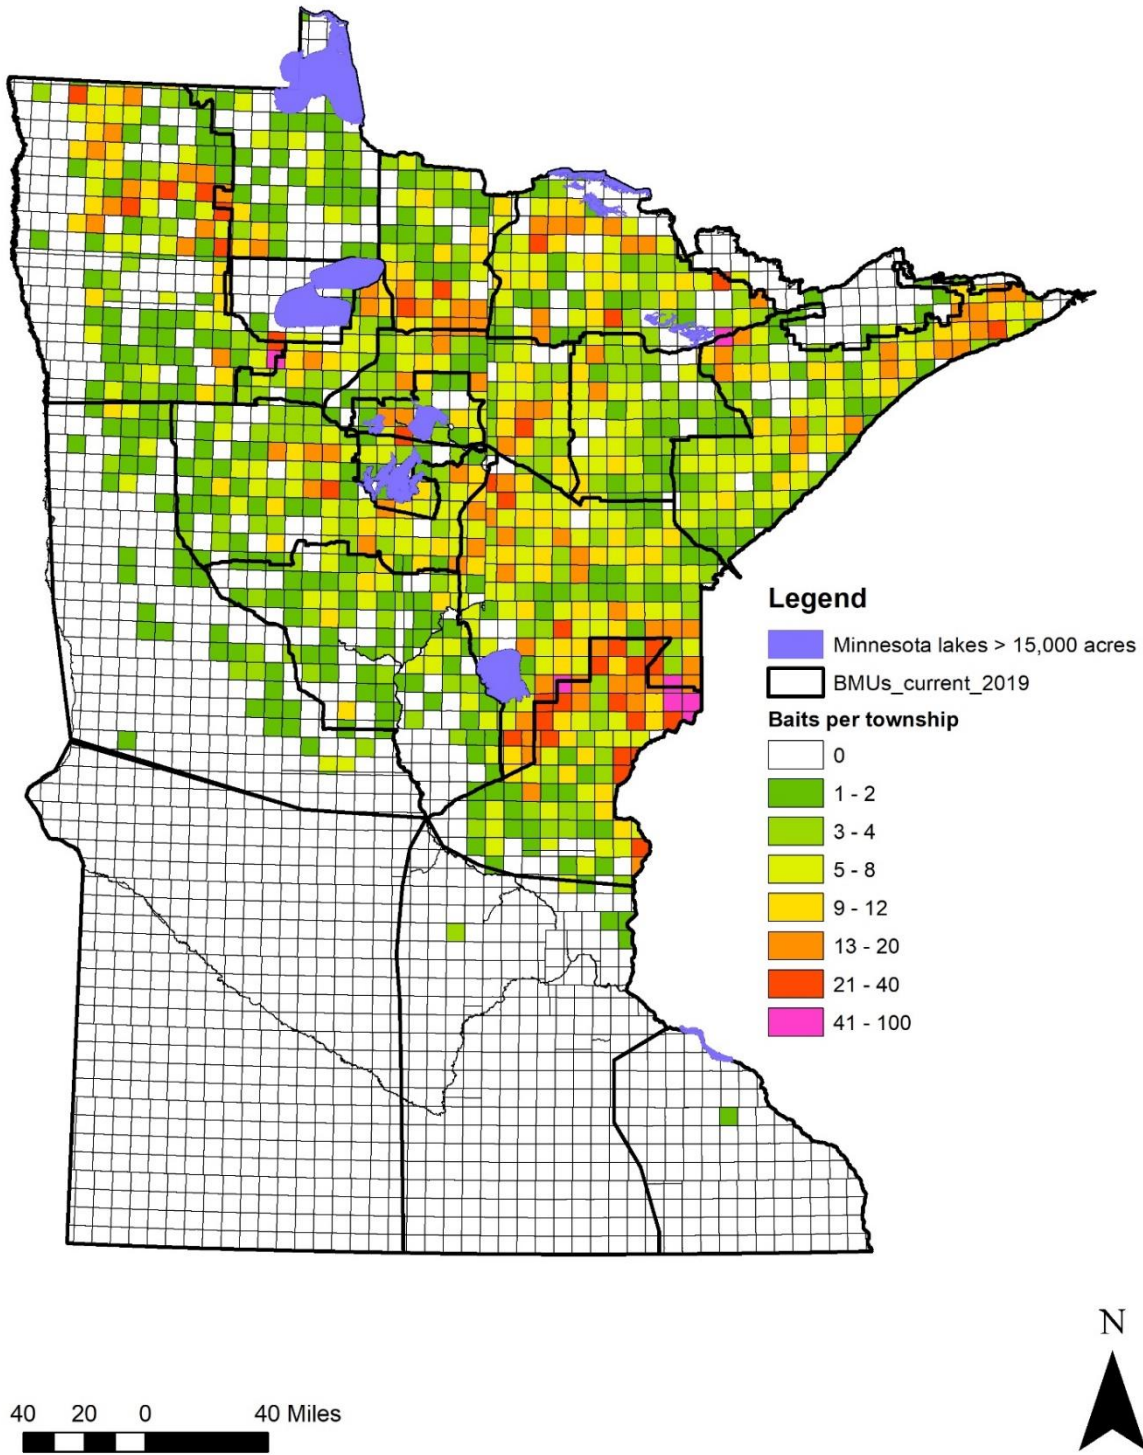 Legend
Minnesota lakes > 15,000 acres
BMUs_current_2019
Baits per township
0
1 - 2
3 - 4
5 - 8
9 - 12
13 - 20
21 - 40
41 - 100
N
40 20 0 40 Miles